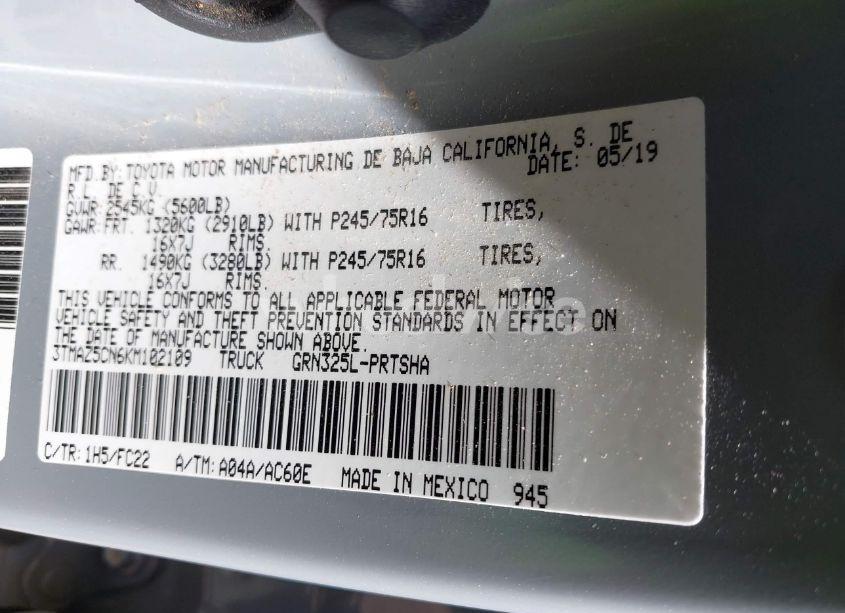 MFD.BY: TOYOTA MOTOR MANUFACTURING DE BAJA CALIFORNIA, S. DE
R.L. DE C.V. DATE: 05/19
GVWR: 2545KG (5600LB)
GAWR: FRT. 1320KG (2910LB) WITH P245/75R16 TIRES,
16X7J RIMS.
RR. 1490KG (3280LB) WITH P245/75R16 TIRES,
16X7J RIMS.
THIS VEHICLE CONFORMS TO ALL APPLICABLE FEDERAL MOTOR
VEHICLE SAFETY AND THEFT PREVENTION STANDARDS IN EFFECT ON
THE DATE OF MANUFACTURE SHOWN ABOVE.
3TMAZ5CN6KM102109 TRUCK GRN325L-PRTSHA
C/TR: 1H5/FC22 A/TM: A04A/AC60E MADE IN MEXICO 945